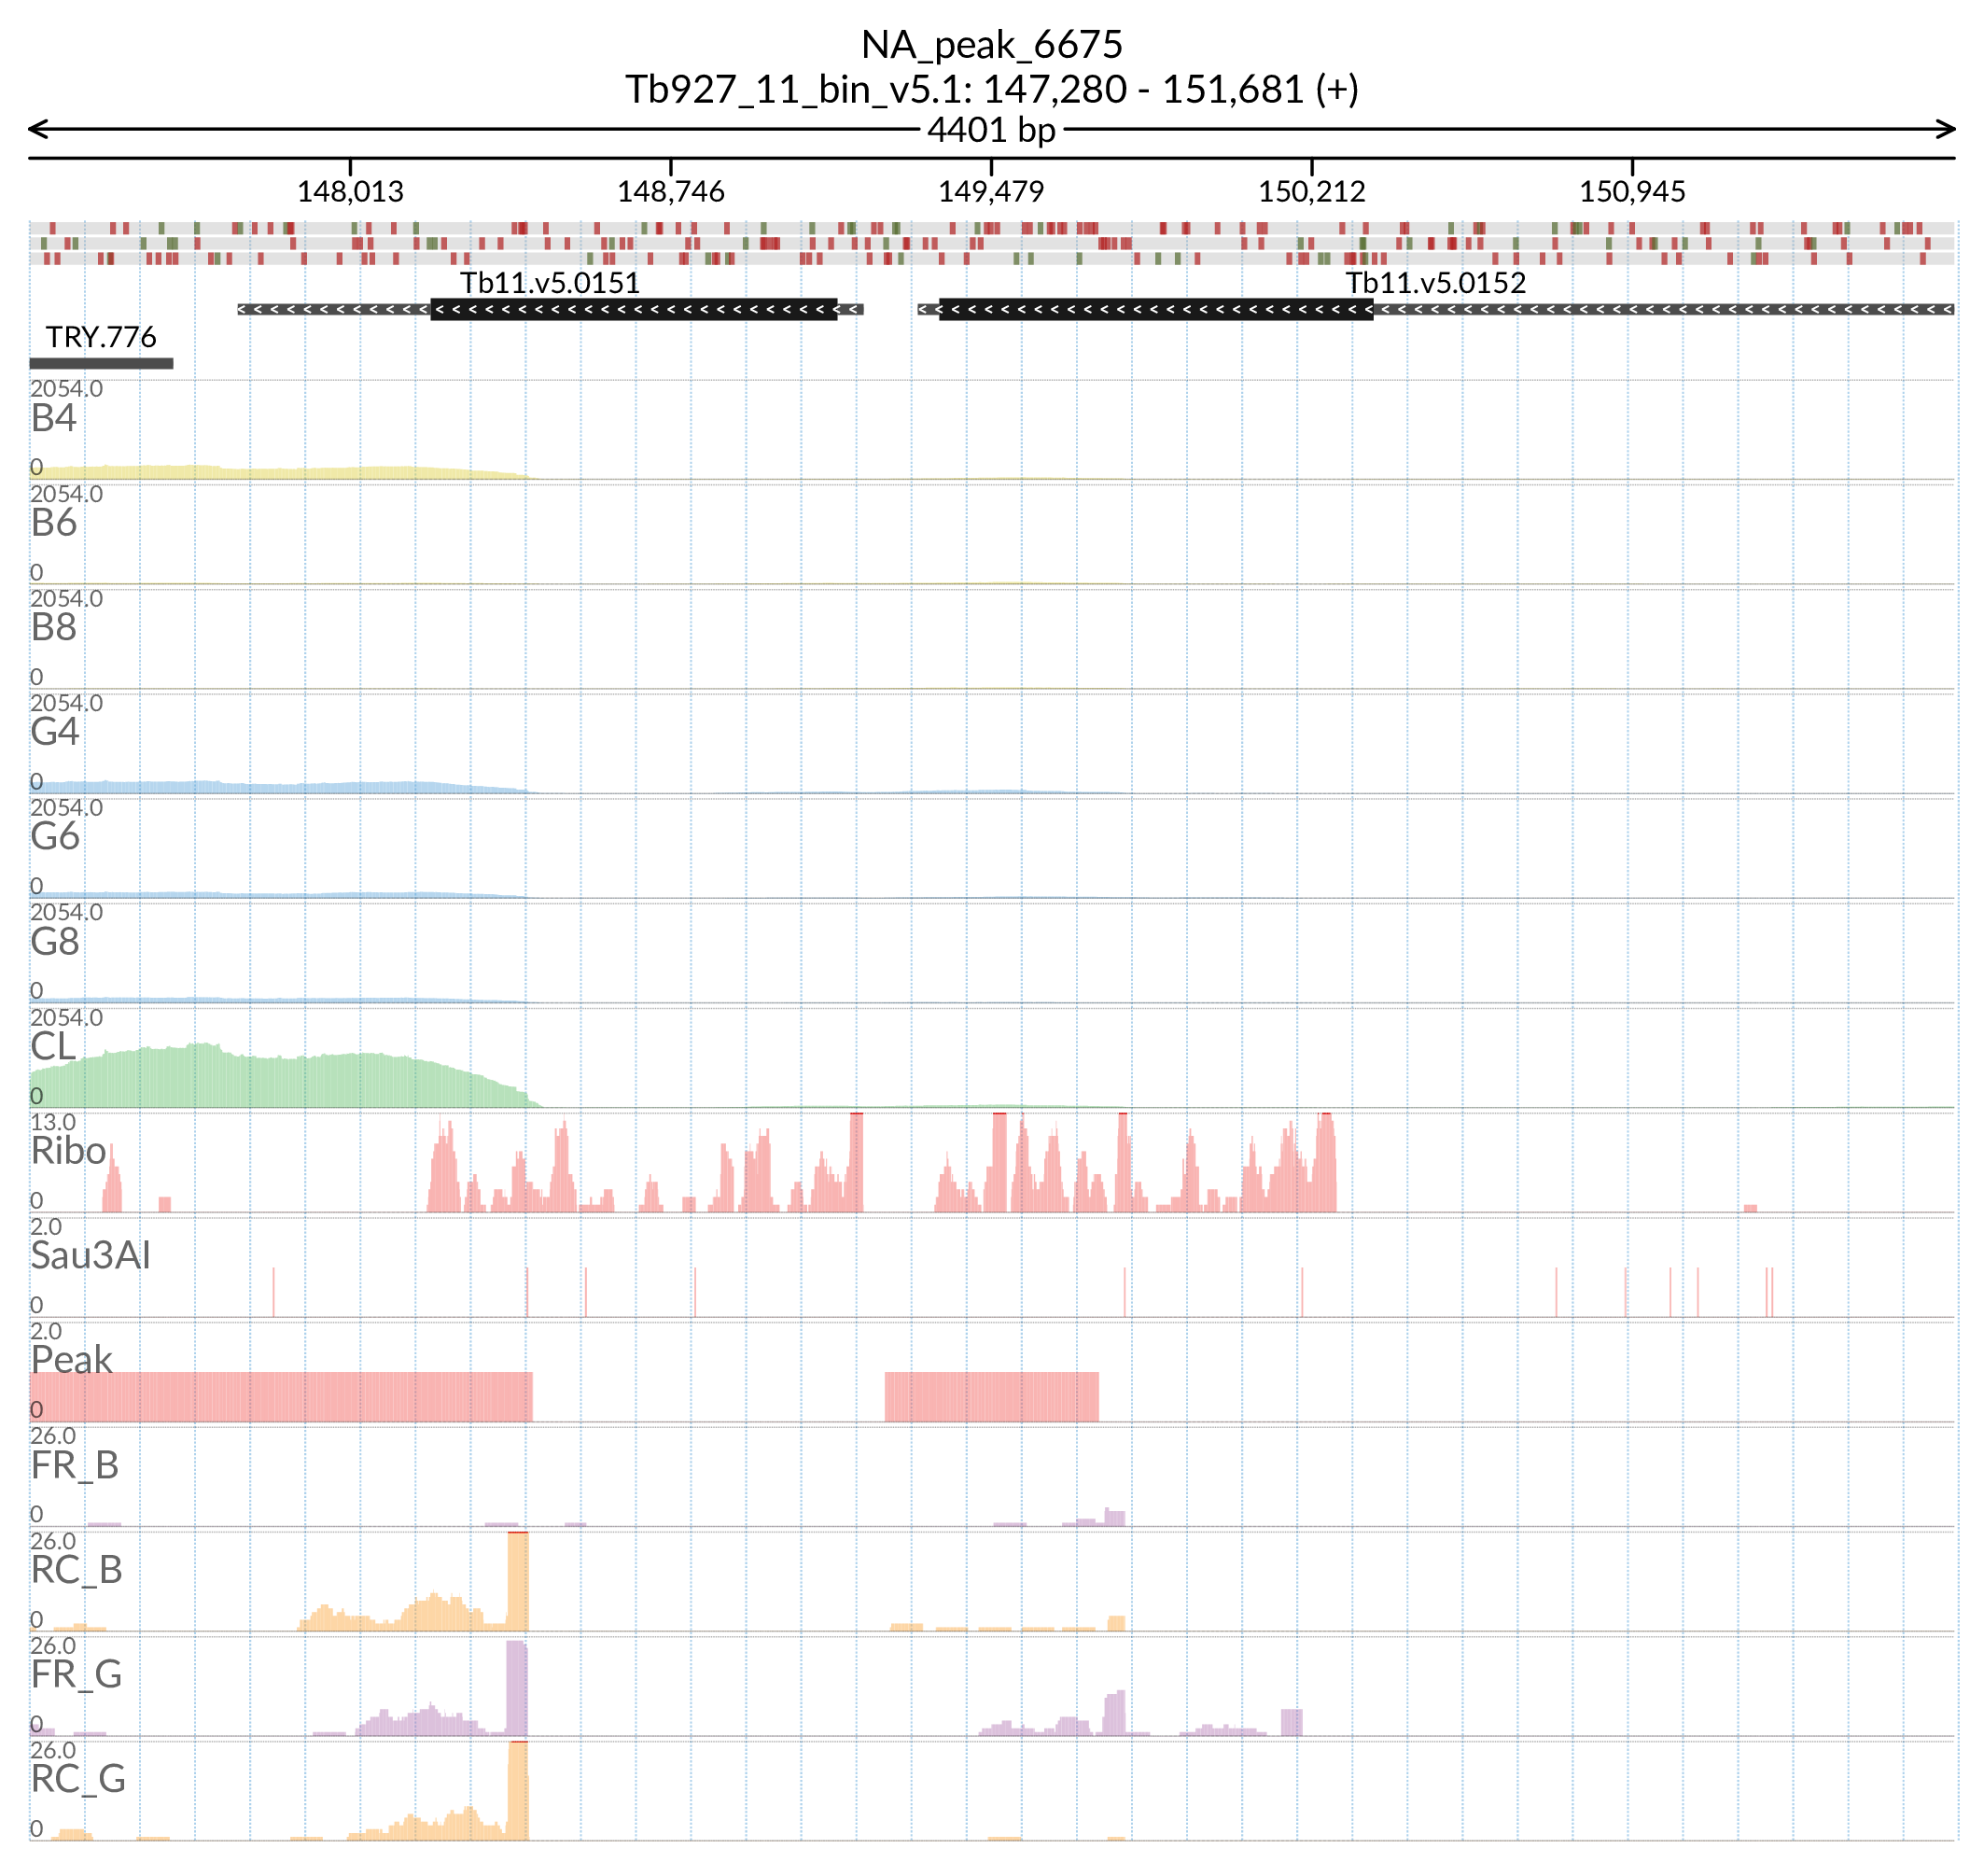 NA_peak_6675
Tb927_11_bin_v5.1: 147,280 - 151,681 (+)
4401 bp
148,013 148,746 149,479 150,212 150,945
Tb11.v5.0151 Tb11.v5.0152
TRY.776
2054.0
B4
0
2054.0
B6
0
2054.0
B8
0
2054.0
G4
0
2054.0
G6
0
2054.0
G8
0
2054.0
CL
0
13.0
Ribo
0
2.0
Sau3AI
0
2.0
Peak
0
26.0
FR_B
0
26.0
RC_B
0
26.0
FR_G
0
26.0
RC_G
0